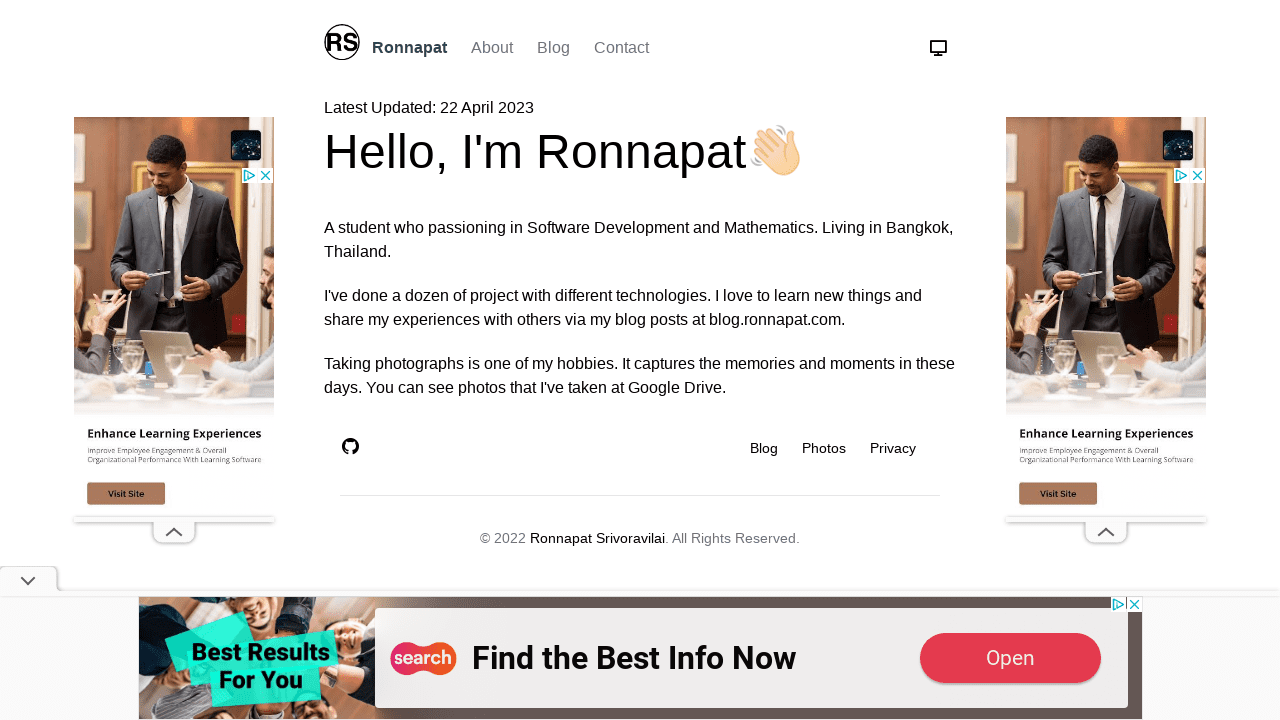 RS
Ronnapat About Blog Contact
Latest Updated: 22 April 2023
Hello, I'm Ronnapat👋🏼
A student who passioning in Software Development and Mathematics. Living in Bangkok,
Thailand.
I've done a dozen of project with different technologies. I love to learn new things and
share my experiences with others via my blog posts at blog.ronnapat.com.
Taking photographs is one of my hobbies. It captures the memories and moments in these
days. You can see photos that I've taken at Google Drive.
Blog Photos Privacy
© 2022 Ronnapat Srivoravilai. All Rights Reserved.
Enhance Learning Experiences
Improve Employee Engagement & Overall
Organizational Performance With Learning Software
Visit Site
Enhance Learning Experiences
Improve Employee Engagement & Overall
Organizational Performance With Learning Software
Visit Site
Best Results
For You
search
Find the Best Info Now
Open